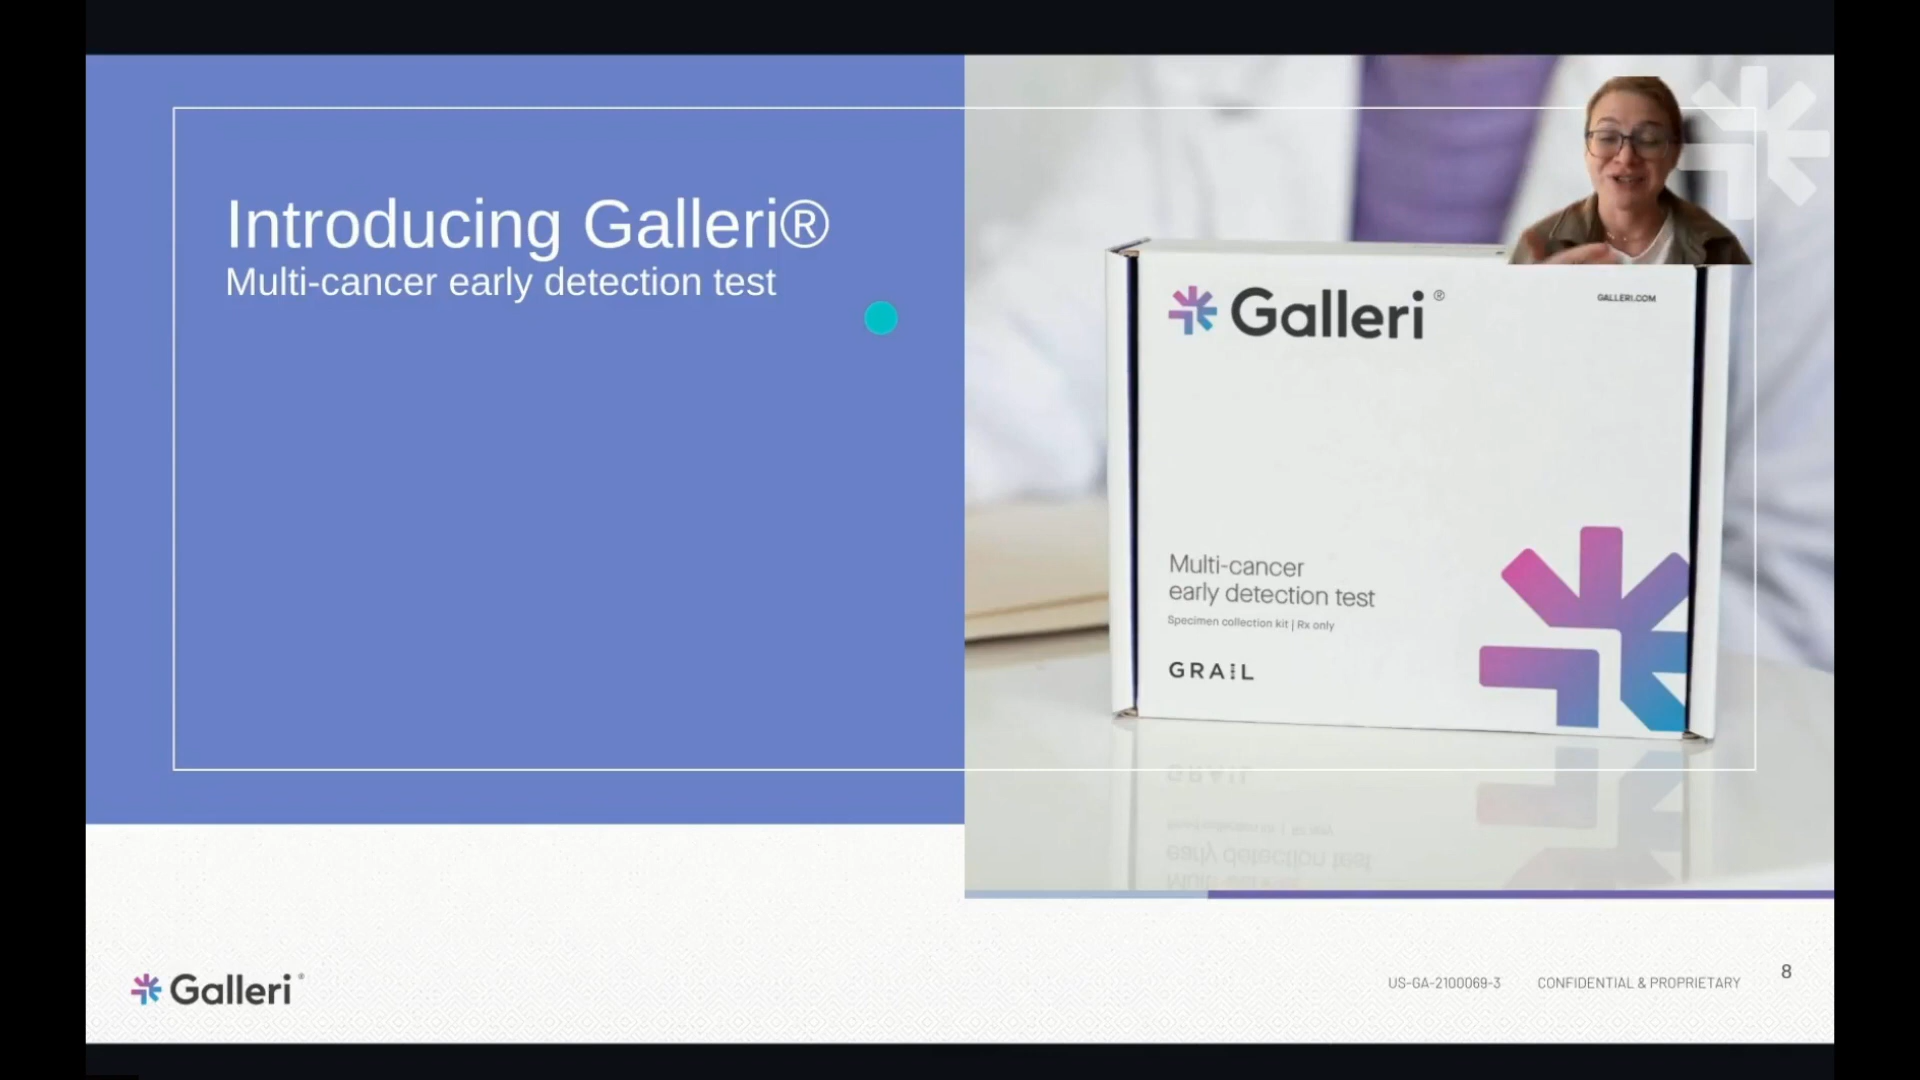 Introducing Galleri®
Multi-cancer early detection test
Galleri®
GALLERI.COM
Multi-cancer
early detection test
Specimen collection kit | Rx only
GRAIL
Galleri®
US-GA-2100069-3 CONFIDENTIAL & PROPRIETARY 8